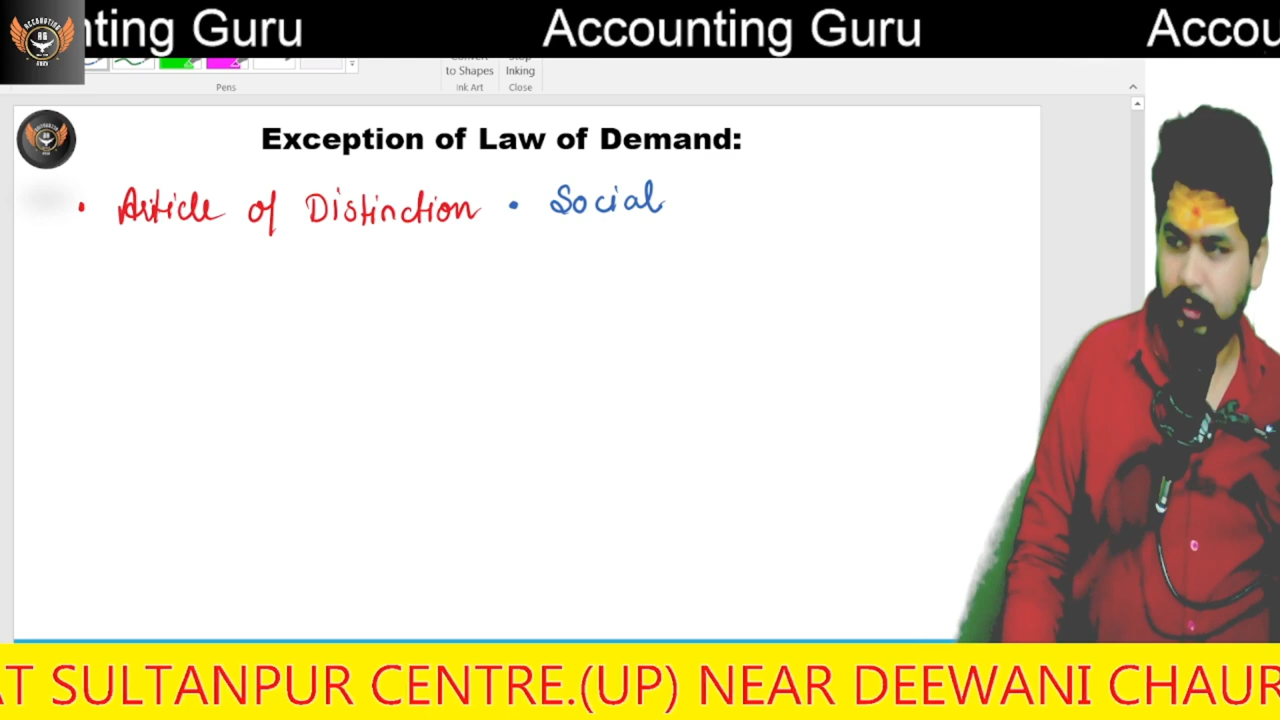 nting Guru Accounting Guru Accou
to Shapes Inking
Pens Ink Art Close
Exception of Law of Demand:
• Article of Distinction • Social
AT SULTANPUR CENTRE.(UP) NEAR DEEWANI CHAUR